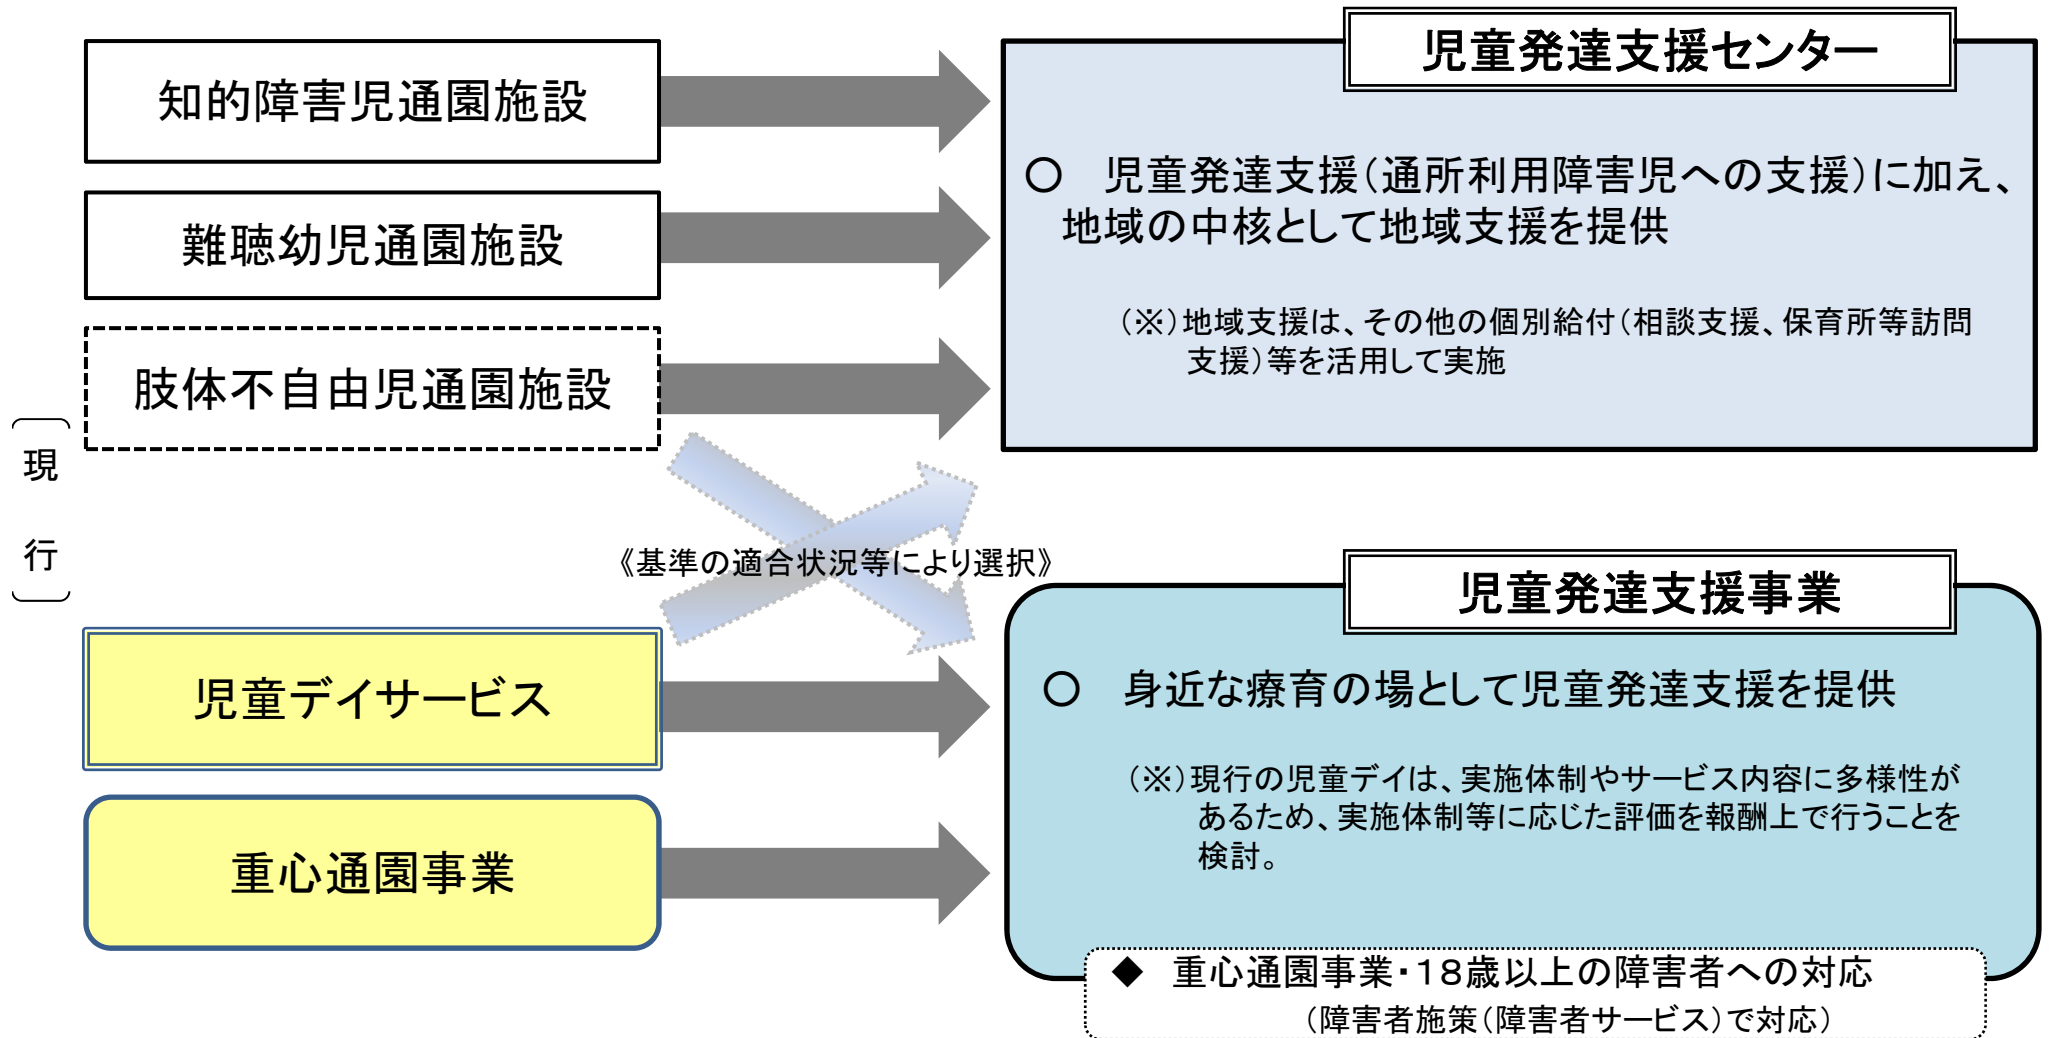 現
行
知的障害児通園施設
難聴幼児通園施設
肢体不自由児通園施設
児童デイサービス
重心通園事業
《基準の適合状況等により選択》
児童発達支援センター
○　児童発達支援(通所利用障害児への支援)に加え、
地域の中核として地域支援を提供
(※)地域支援は、その他の個別給付(相談支援、保育所等訪問
支援)等を活用して実施
児童発達支援事業
○　身近な療育の場として児童発達支援を提供
(※)現行の児童デイは、実施体制やサービス内容に多様性が
あるため、実施体制等に応じた評価を報酬上で行うことを
検討。
◆　重心通園事業・18歳以上の障害者への対応
(障害者施策(障害者サービス)で対応)